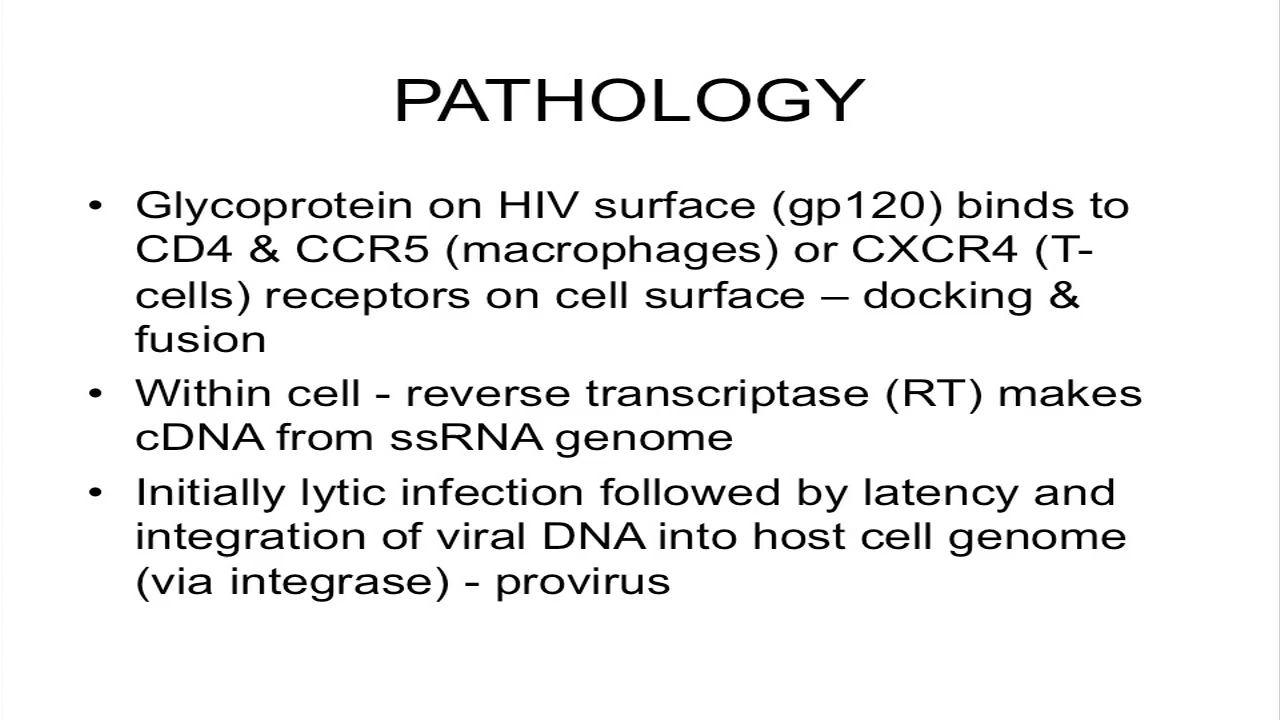 PATHOLOGY
• Glycoprotein on HIV surface (gp120) binds to
CD4 & CCR5 (macrophages) or CXCR4 (T-
cells) receptors on cell surface – docking &
fusion
• Within cell - reverse transcriptase (RT) makes
cDNA from ssRNA genome
• Initially lytic infection followed by latency and
integration of viral DNA into host cell genome
(via integrase) - provirus